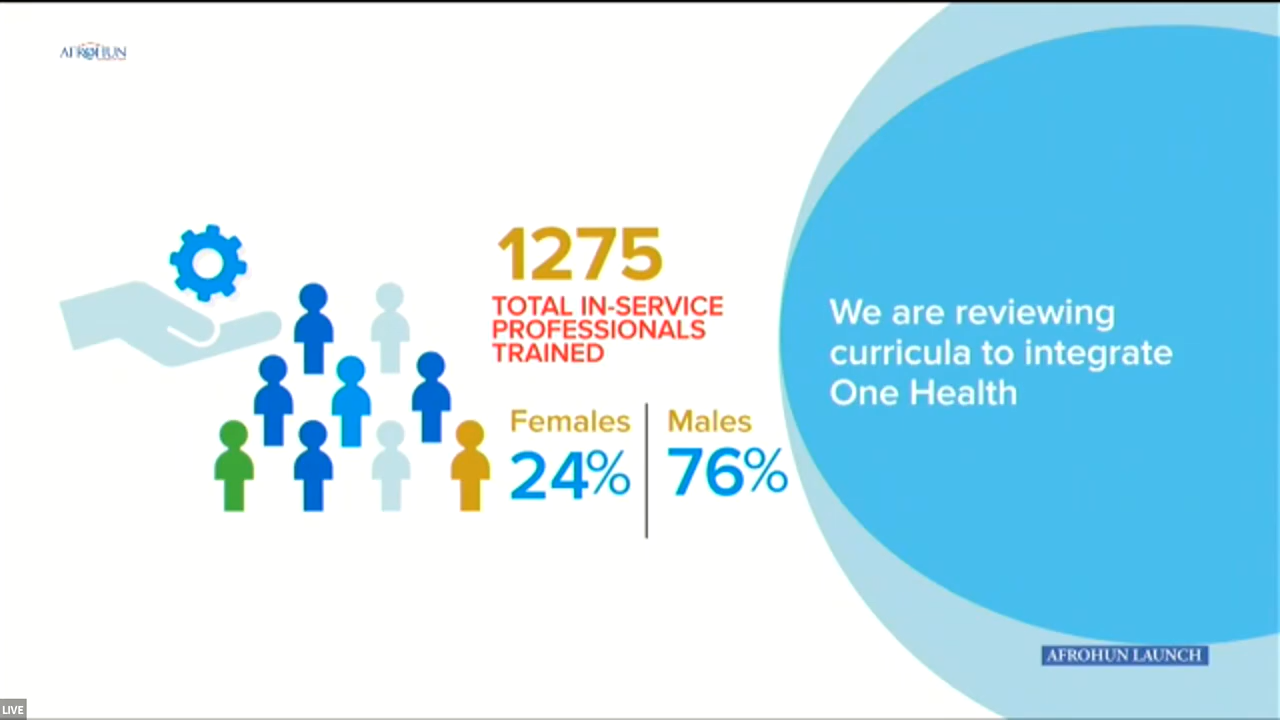 AFROHUN
1275
TOTAL IN-SERVICE
PROFESSIONALS
TRAINED
Females
24%
Males
76%
We are reviewing
curricula to integrate
One Health
AFROHUN LAUNCH
LIVE